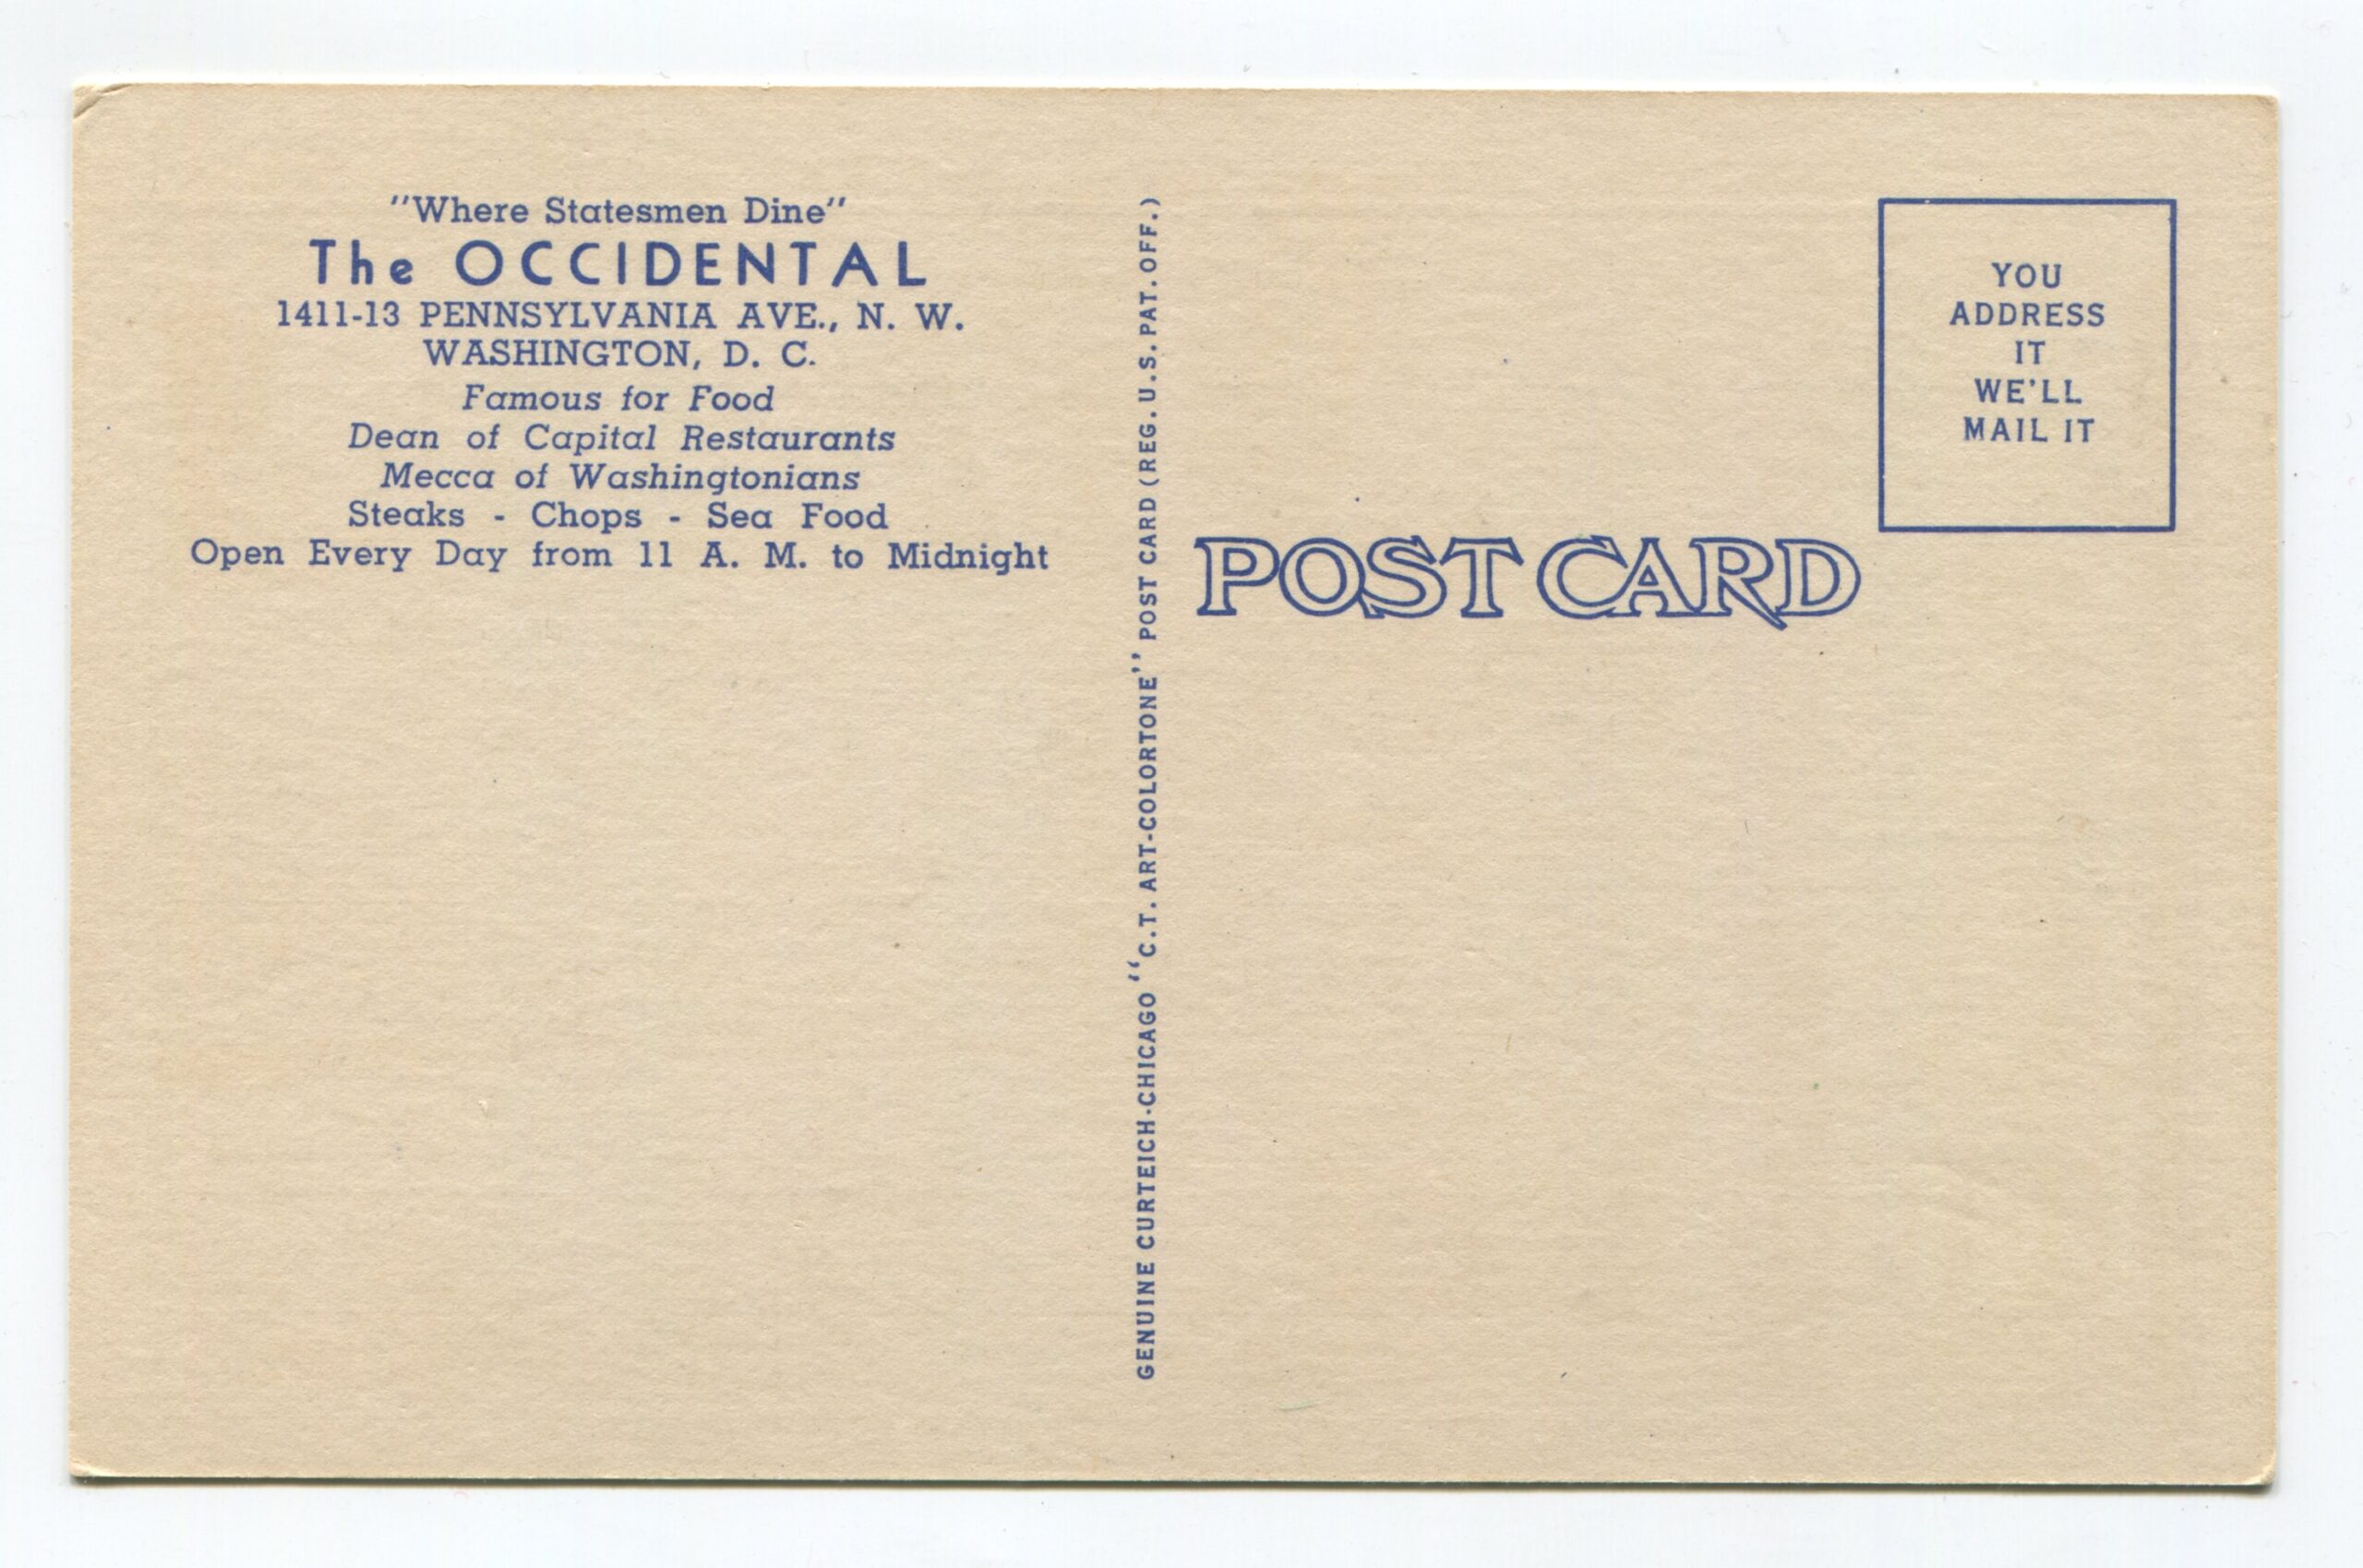 "Where Statesmen Dine"
The OCCIDENTAL
1411-13 PENNSYLVANIA AVE., N. W.
WASHINGTON, D. C.
Famous for Food
Dean of Capital Restaurants
Mecca of Washingtonians
Steaks - Chops - Sea Food
Open Every Day from 11 A. M. to Midnight
GENUINE CURTEICH-CHICAGO "C.T. ART-COLORTONE" POST CARD (REG. U.S. PAT. OFF.)
POST CARD
YOU
ADDRESS
IT
WE'LL
MAIL IT